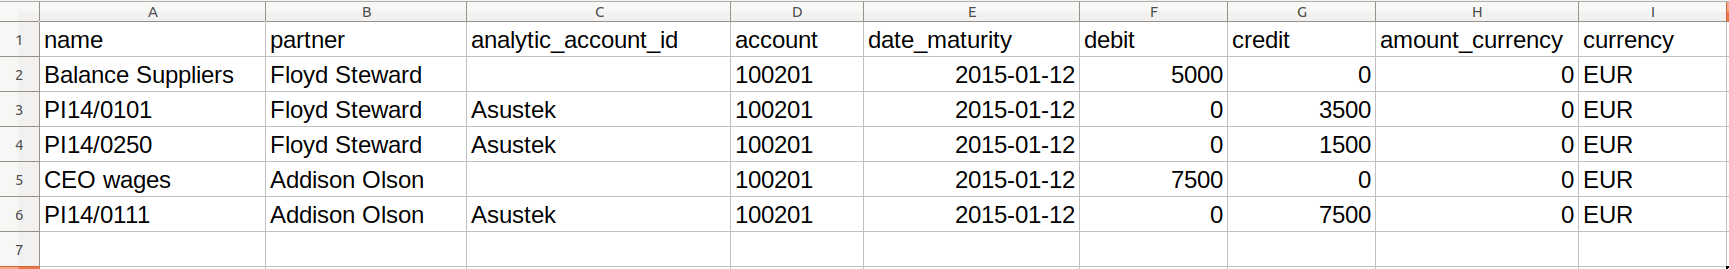 A B C D E F G H I
1 name partner analytic_account_id account date_maturity debit credit amount_currency currency
2 Balance Suppliers Floyd Steward 100201 2015-01-12 5000 0 0 EUR
3 PI14/0101 Floyd Steward Asustek 100201 2015-01-12 0 3500 0 EUR
4 PI14/0250 Floyd Steward Asustek 100201 2015-01-12 0 1500 0 EUR
5 CEO wages Addison Olson 100201 2015-01-12 7500 0 0 EUR
6 PI14/0111 Addison Olson Asustek 100201 2015-01-12 0 7500 0 EUR
7